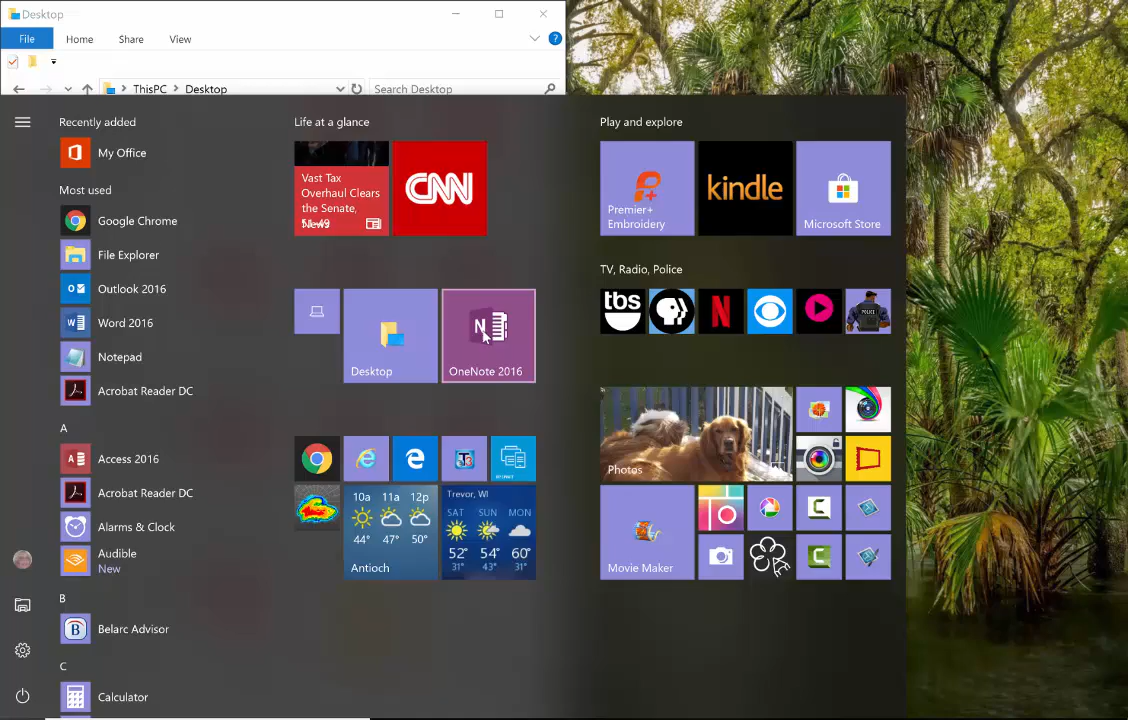 Desktop
File
Home
Share
View
?
ThisPC
Desktop
Search Desktop
Recently added
My Office
Most used
Google Chrome
File Explorer
Outlook 2016
Word 2016
Notepad
Acrobat Reader DC
A
Access 2016
Acrobat Reader DC
Alarms & Clock
Audible
New
B
Belarc Advisor
C
Calculator
Life at a glance
Vast Tax
Overhaul Clears
the Senate,
51-49
News
CNN
Desktop
N
OneNote 2016
10a 11a 12p
44° 47° 50°
Antioch
Trevor, WI
SAT SUN MON
52° 54° 60°
31° 43° 31°
Play and explore
Premier+
Embroidery
kindle
Microsoft Store
TV, Radio, Police
tbs
N
POLICE
Photos
Movie Maker